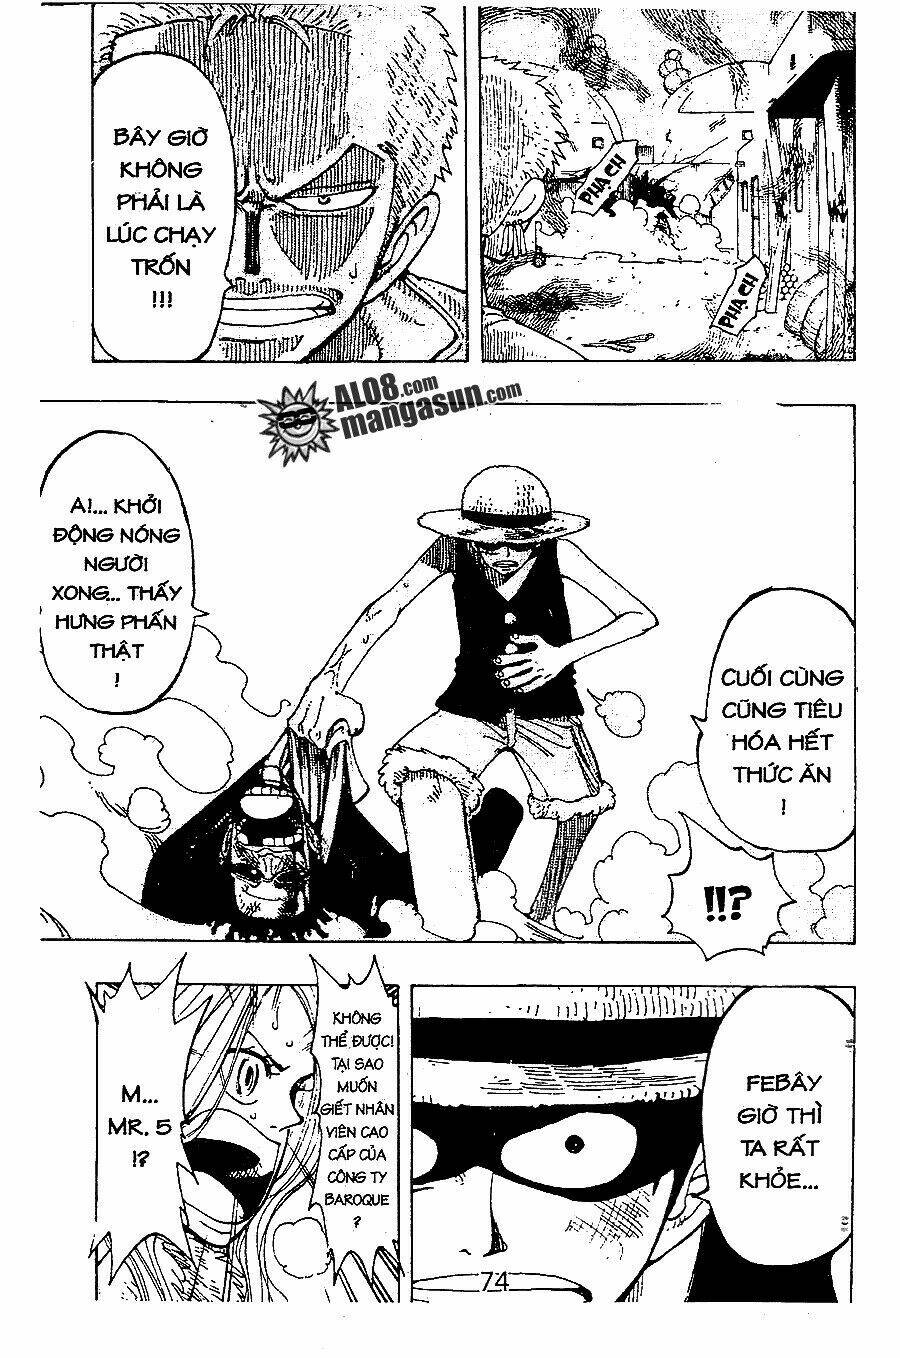 PHẠCH
PHẠCH
BÂY GIỜ
KHÔNG
PHẢI LÀ
LÚC CHẠY
TRỐN
!!!
AL08.com
mangasun.com
CUỐI CÙNG
CŨNG TIÊU
HÓA HẾT
THỨC ĂN
!
A!... KHỞI
ĐỘNG NÓNG
NGƯỜI
XONG... THẤY
HƯNG PHẤN
THẬT
!
!!?
FEBÂY
GIỜ THÌ
TA RẤT
KHỎE...
KHÔNG
THỂ ĐƯỢC!
TẠI SAO
MUỐN
GIẾT NHÂN
VIÊN CAO
CẤP CỦA
CÔNG TY
BAROQUE
?
M...
MR. 5
!?
74